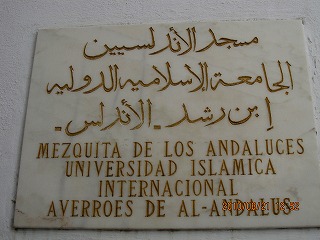 مسجد الأندلسيين
الجامعة الإسلامية الدولية
إبن رشد - الأندلس -
MEZQUITA DE LOS ANDALUCES
UNIVERSIDAD ISLAMICA
INTERNACIONAL
AVERROES DE AL-ANDALUS